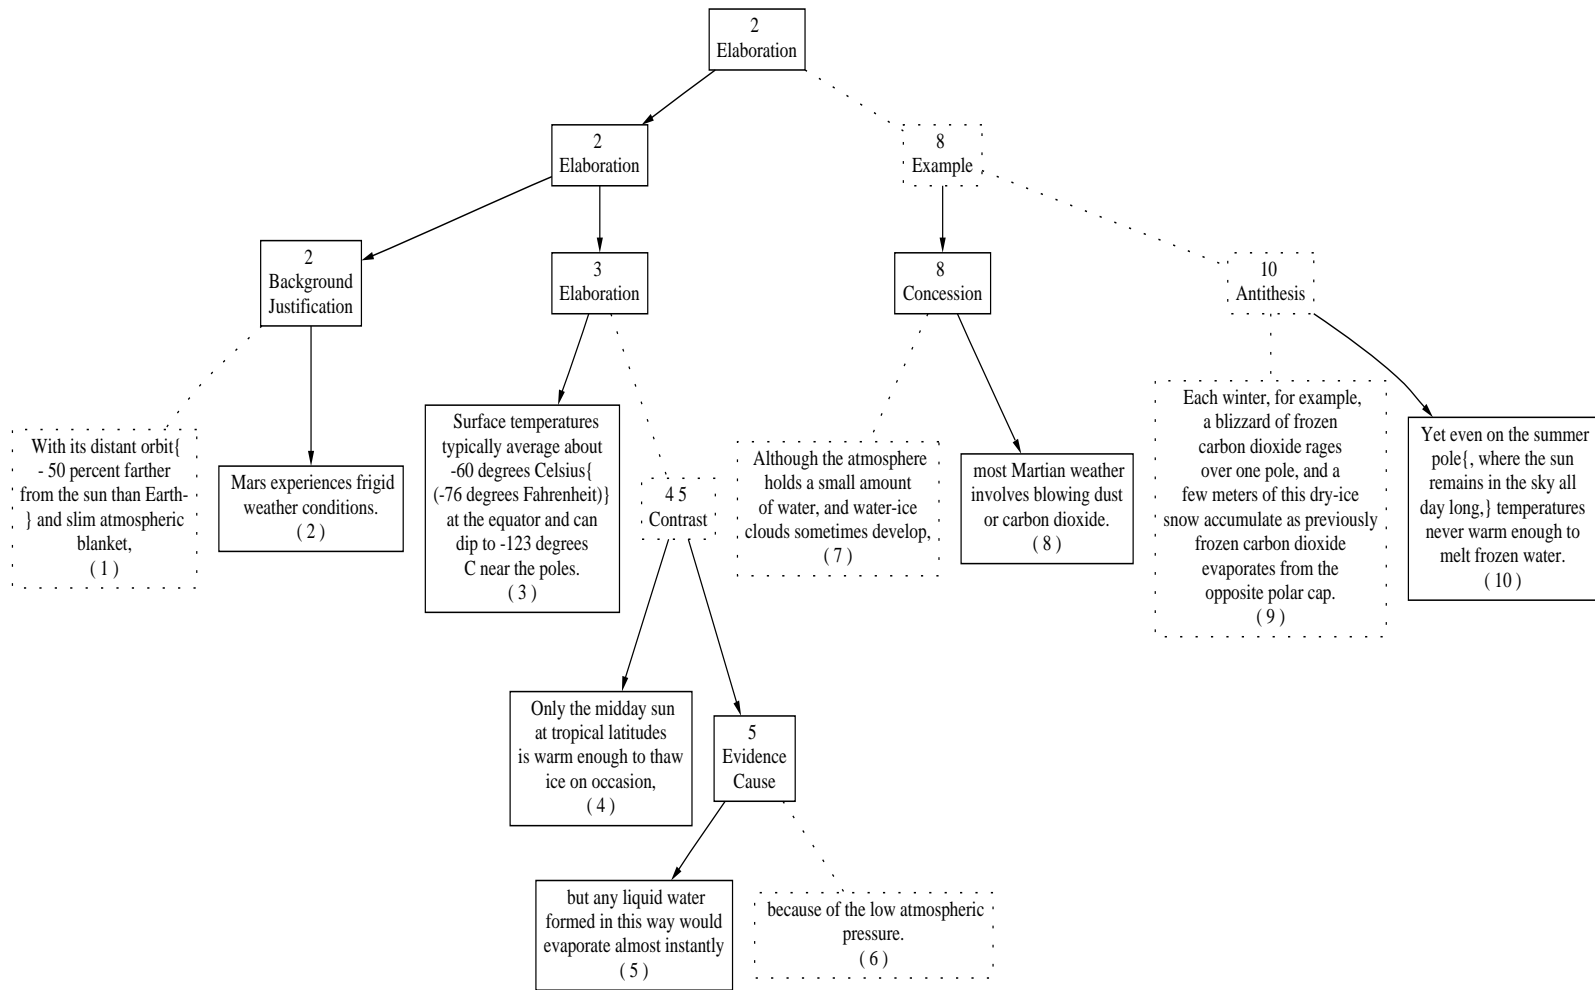 2
Elaboration
2
Elaboration
8
Example
2
Background
Justification
3
Elaboration
8
Concession
10
Antithesis
With its distant orbit{
- 50 percent farther
from the sun than Earth-
} and slim atmospheric
blanket,
( 1 )
Mars experiences frigid
weather conditions.
( 2 )
Surface temperatures
typically average about
-60 degrees Celsius{
(-76 degrees Fahrenheit)}
at the equator and can
dip to -123 degrees
C near the poles.
( 3 )
4 5
Contrast
Although the atmosphere
holds a small amount
of water, and water-ice
clouds sometimes develop,
( 7 )
most Martian weather
involves blowing dust
or carbon dioxide.
( 8 )
Each winter, for example,
a blizzard of frozen
carbon dioxide rages
over one pole, and a
few meters of this dry-ice
snow accumulate as previously
frozen carbon dioxide
evaporates from the
opposite polar cap.
( 9 )
Yet even on the summer
pole{, where the sun
remains in the sky all
day long,} temperatures
never warm enough to
melt frozen water.
( 10 )
Only the midday sun
at tropical latitudes
is warm enough to thaw
ice on occasion,
( 4 )
5
Evidence
Cause
but any liquid water
formed in this way would
evaporate almost instantly
( 5 )
because of the low atmospheric
pressure.
( 6 )